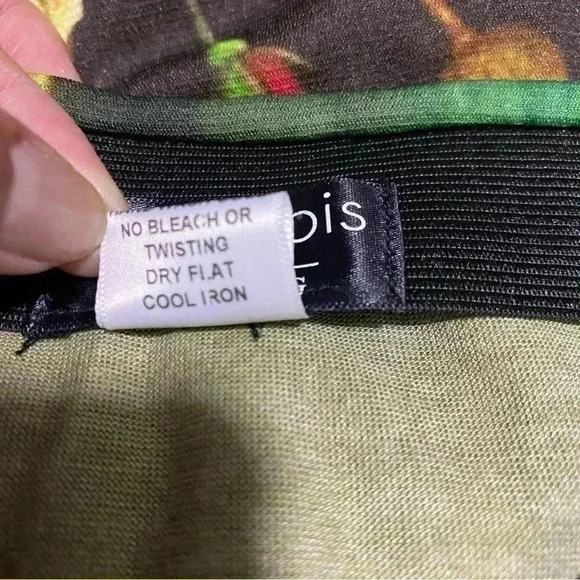 NO BLEACH OR
TWISTING
DRY FLAT
COOL IRON